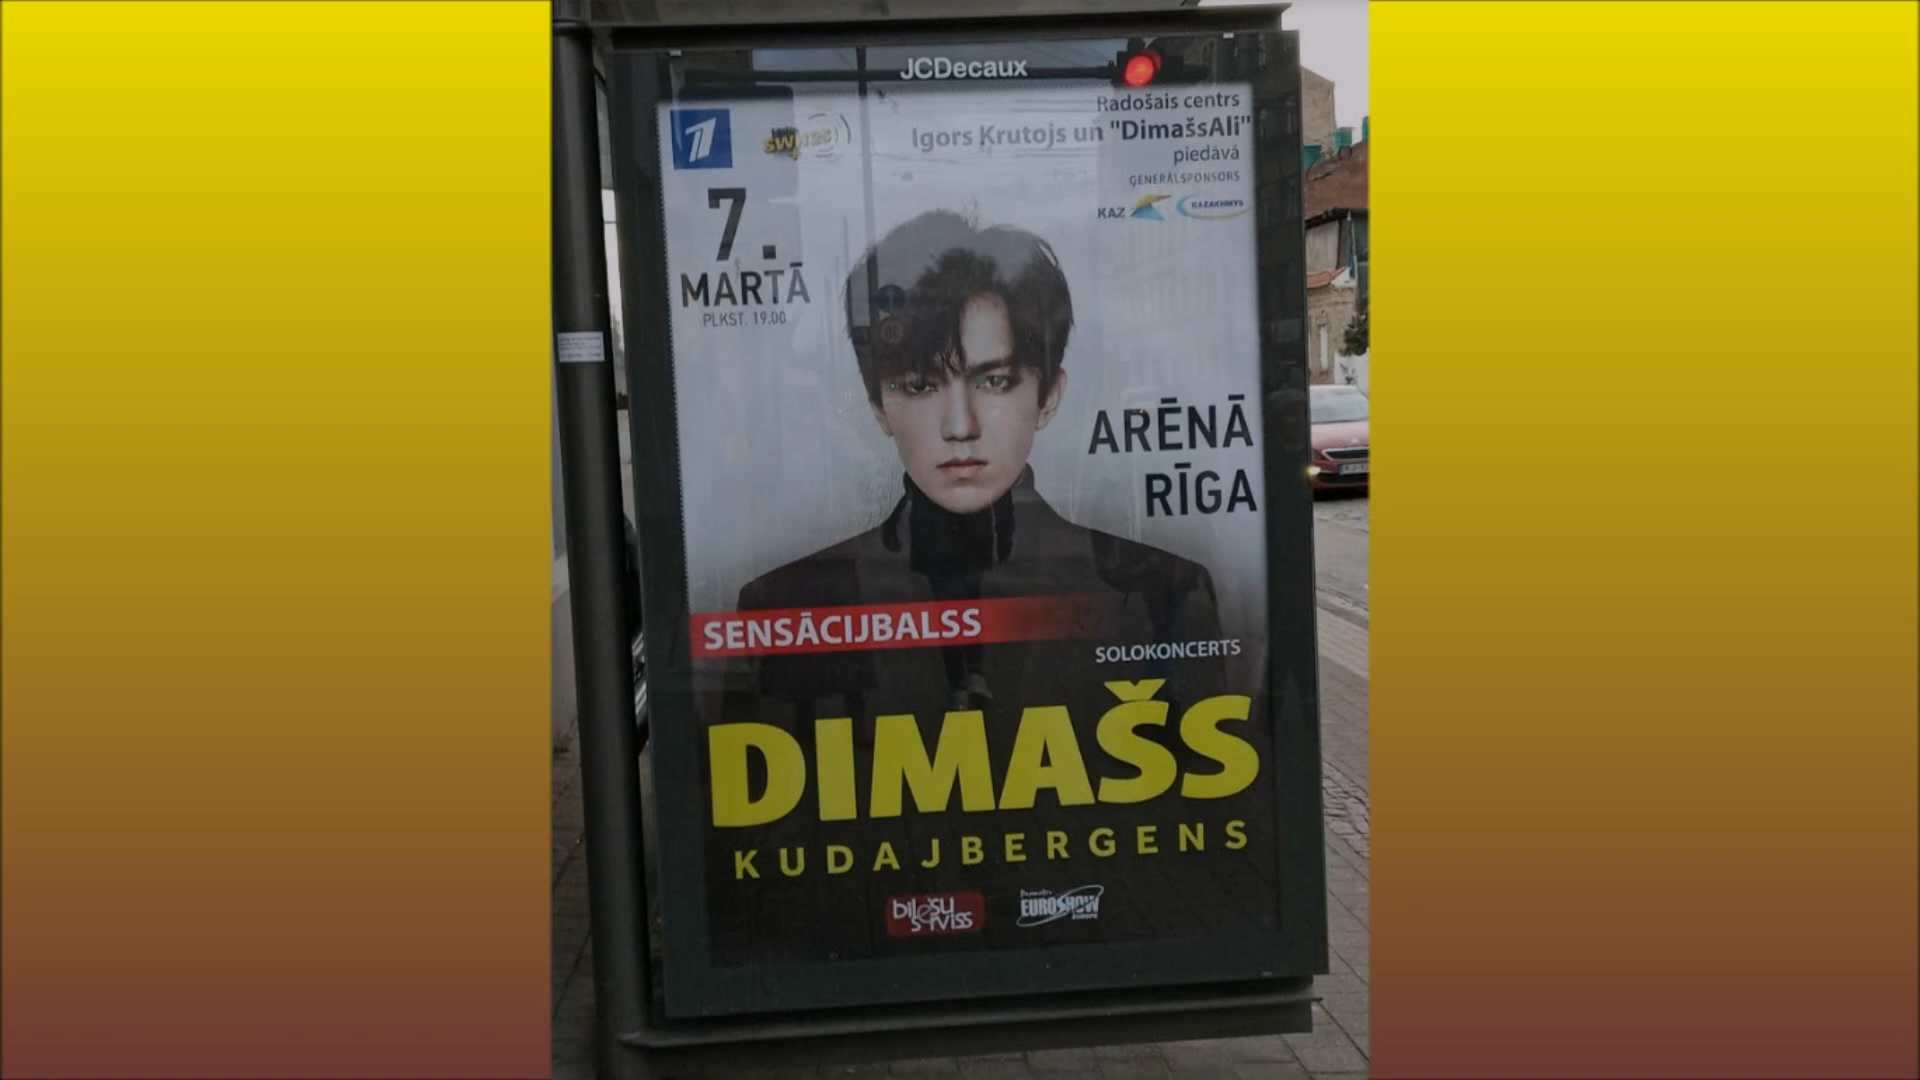 JCDecaux
Radošais centrs
Igors Krutojs un "DimašsAli"
piedāvā
ĢENERĀLSPONSORS
KAZ
KAZAKHMYS
7.
MARTĀ
PLKST. 19.00
ARĒNĀ
RĪGA
SENSĀCIJBALSS
SOLOKONCERTS
DIMAŠS
KUDAJBERGENS
biļešu
serviss
EUROSHOW